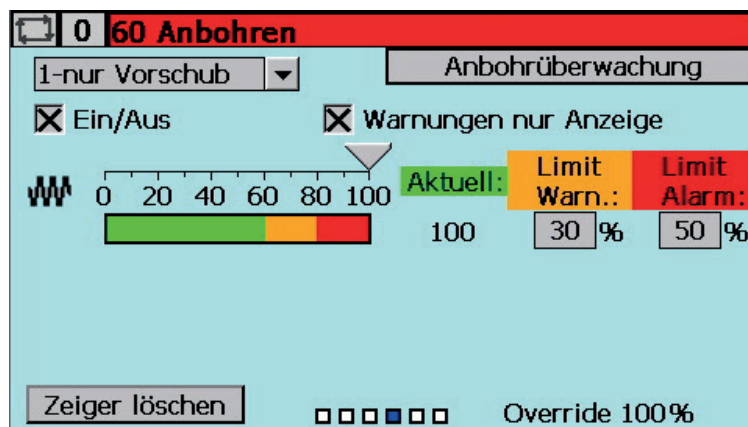 0 60 Anbohren
1-nur Vorschub Anbohrüberwachung
Ein/Aus Warnungen nur Anzeige
0 20 40 60 80 100 Aktuell: Limit Warn.: Limit Alarm:
100 30 % 50 %
Zeiger löschen Override 100%